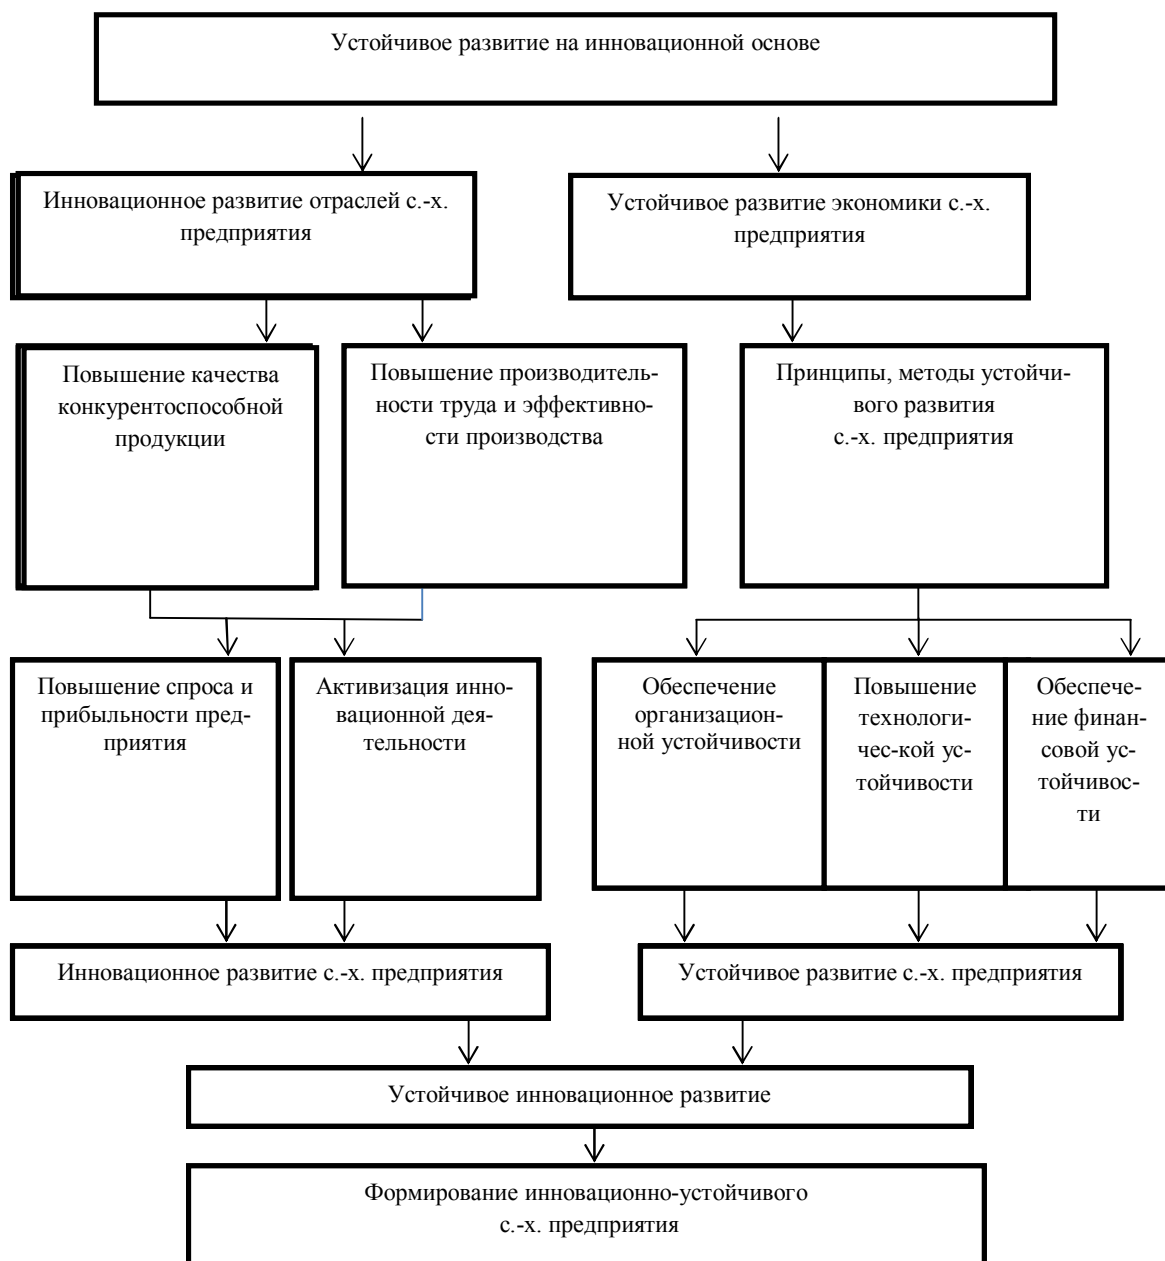 Устойчивое развитие на инновационной основе
Инновационное развитие отраслей с.-х.
предприятия
Устойчивое развитие экономики с.-х.
предприятия
Повышение качества
конкурентоспособной
продукции
Повышение производитель-
ности труда и эффективно-
сти производства
Принципы, методы устойчи-
вого развития
с.-х. предприятия
Повышение спроса и
прибыльности пред-
приятия
Активизация инно-
вационной дея-
тельности
Обеспечение
организацион-
ной устойчивости
Повышение
технологи-
чес-кой ус-
тойчивости
Обеспече-
ние финан-
совой ус-
тойчивос-
ти
Инновационное развитие с.-х. предприятия
Устойчивое развитие с.-х. предприятия
Устойчивое инновационное развитие
Формирование инновационно-устойчивого
с.-х. предприятия